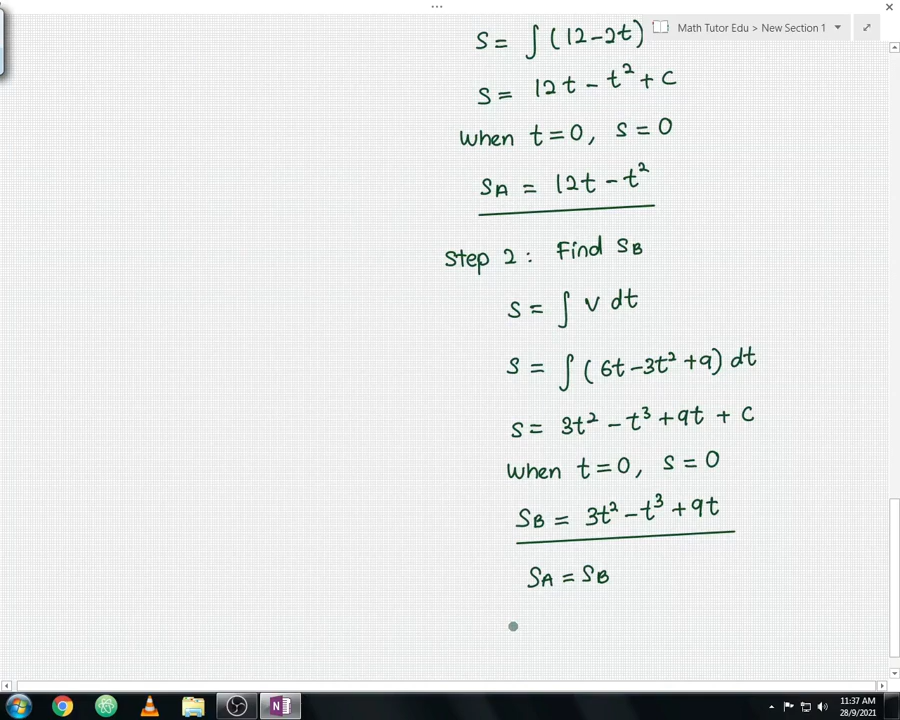 Math Tutor Edu > New Section 1
S = ∫ (12-2t)
S = 12t - t² + C
When t=0, S=0
SA = 12t - t²
Step 2 : Find SB
S = ∫ v dt
S = ∫ (6t-3t²+9) dt
S = 3t² - t³ + 9t + C
When t=0, S=0
SB = 3t² - t³ + 9t
SA = SB
11:37 AM
28/9/2021